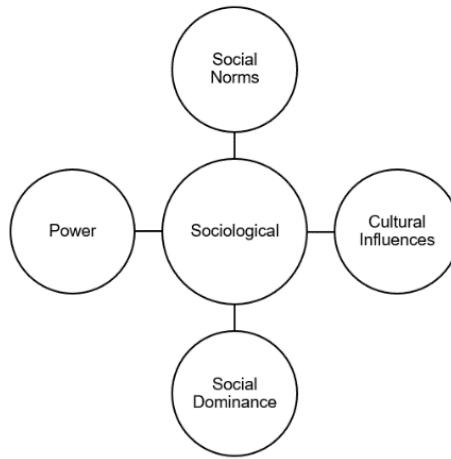 Social
Norms
Power
Sociological
Cultural
Influences
Social
Dominance